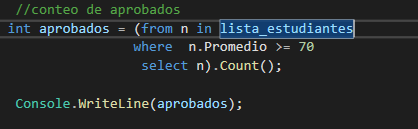 //conteo de aprobados
int aprobados = (from n in lista_estudiantes
where n.Promedio >= 70
select n).Count();
Console.WriteLine(aprobados);